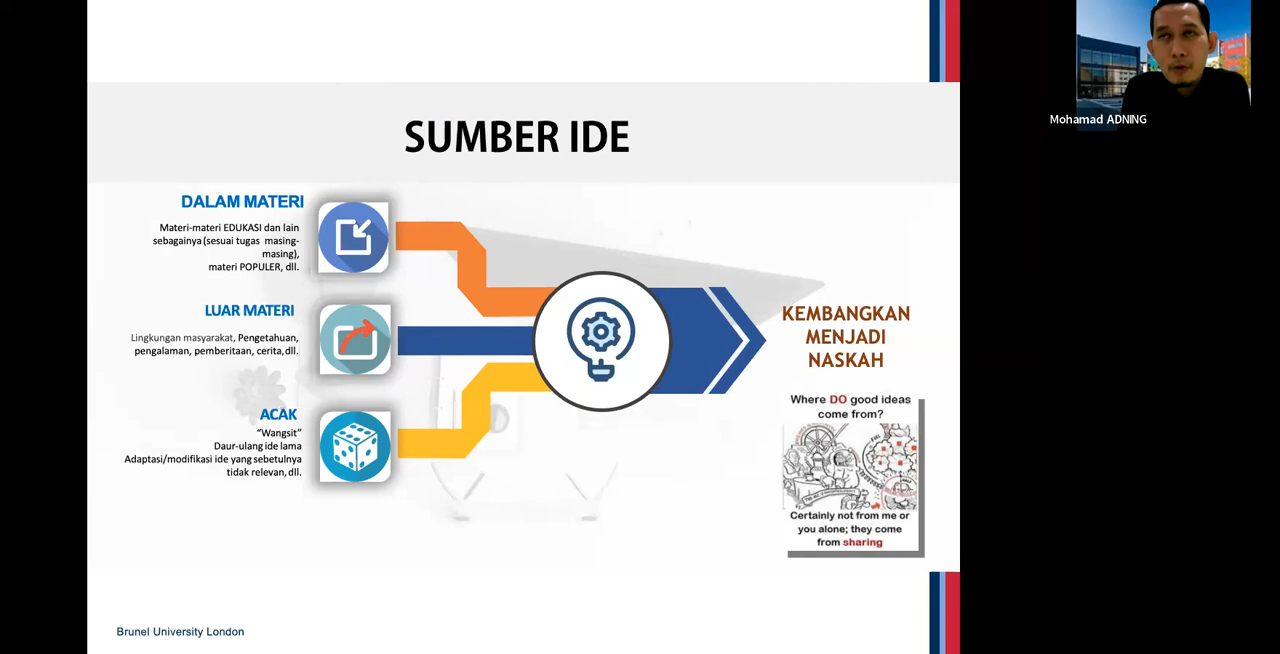 SUMBER IDE
DALAM MATERI
Materi-materi EDUKASI dan lain
sebagainya (sesuai tugas masing-
masing),
materi POPULER, dll.
LUAR MATERI
Lingkungan masyarakat, Pengetahuan,
pengalaman, pemberitaan, cerita, dll.
ACAK
“Wangsit”
Daur-ulang ide lama
Adaptasi/modifikasi ide yang sebetulnya
tidak relevan, dll.
KEMBANGKAN
MENJADI
NASKAH
Where DO good ideas
come from?
Certainly not from me or
you alone; they come
from sharing
Brunel University London
Mohamad ADNING